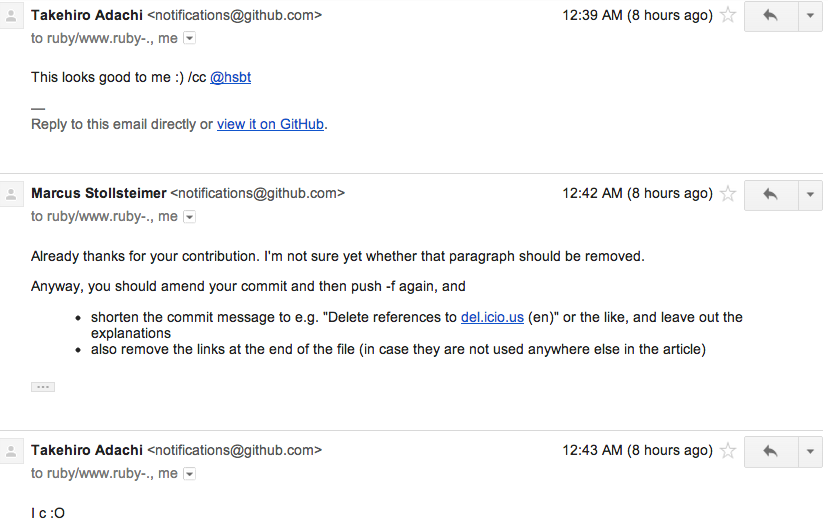 Takehiro Adachi <notifications@github.com> 12:39 AM (8 hours ago)
to ruby/www.ruby-., me
This looks good to me :) /cc @hsbt
—
Reply to this email directly or view it on GitHub.
Marcus Stollsteimer <notifications@github.com> 12:42 AM (8 hours ago)
to ruby/www.ruby-., me
Already thanks for your contribution. I'm not sure yet whether that paragraph should be removed.
Anyway, you should amend your commit and then push -f again, and
• shorten the commit message to e.g. "Delete references to del.icio.us (en)" or the like, and leave out the
explanations
• also remove the links at the end of the file (in case they are not used anywhere else in the article)
Takehiro Adachi <notifications@github.com> 12:43 AM (8 hours ago)
to ruby/www.ruby-., me
I c :O